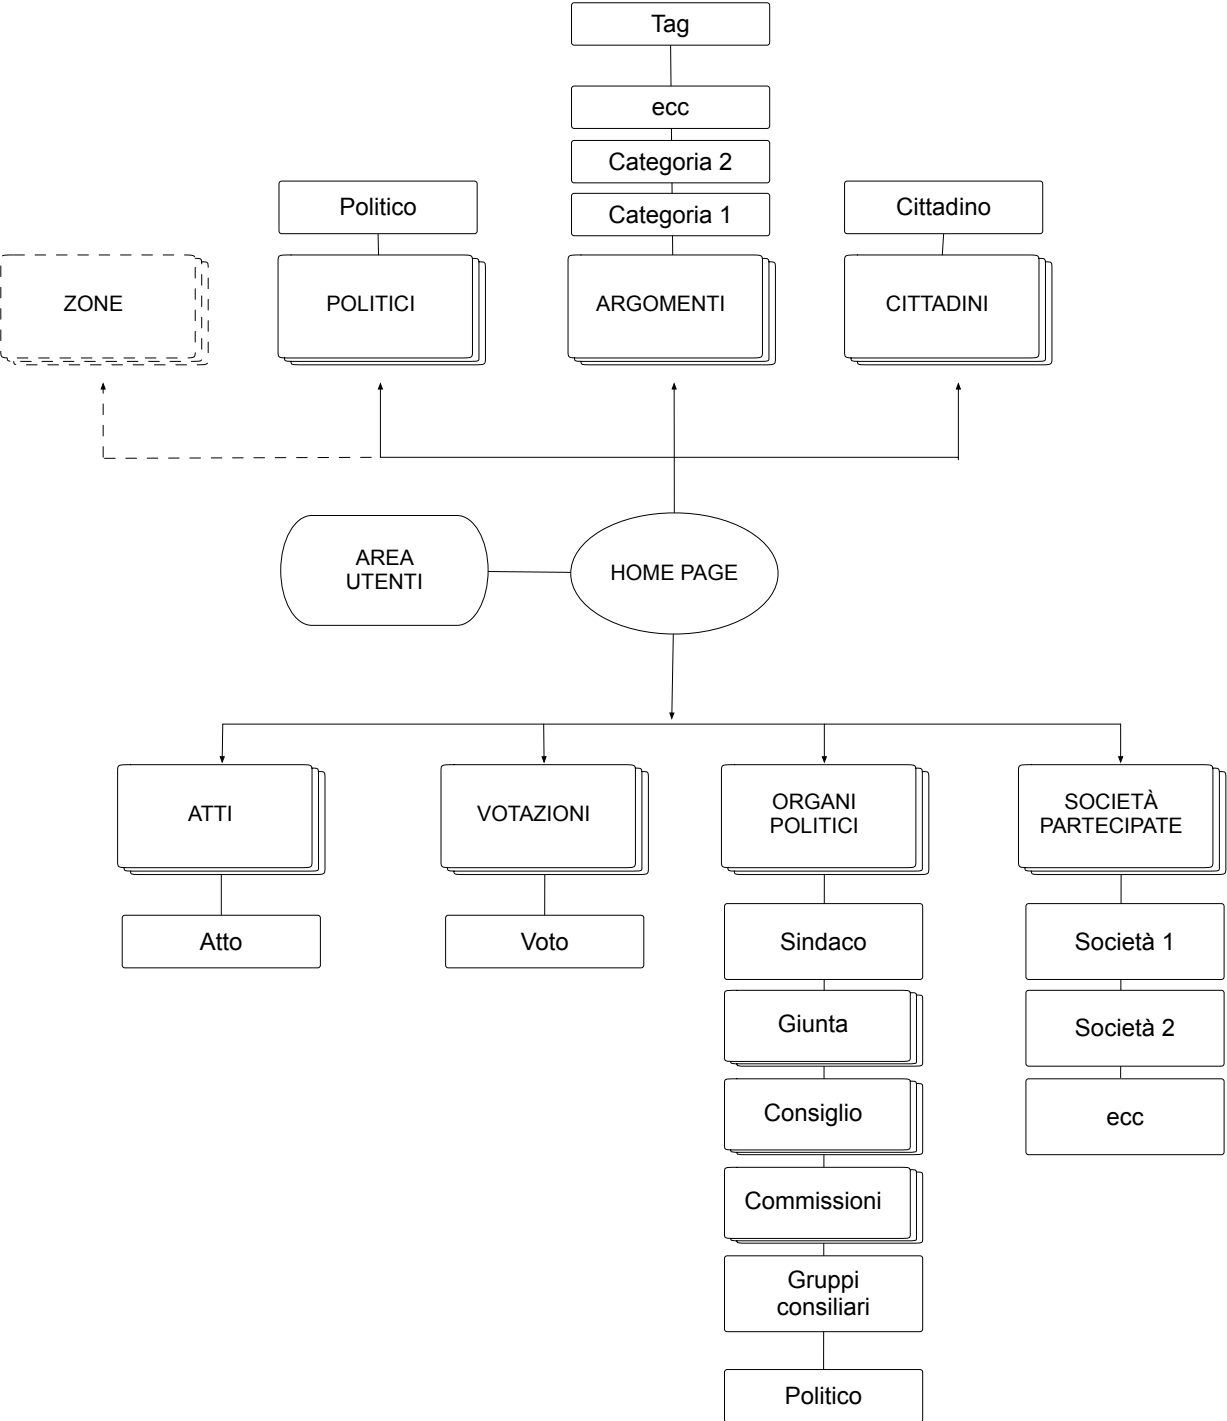 Tag
ecc
Categoria 2
Categoria 1
Politico
Cittadino
ZONE
POLITICI
ARGOMENTI
CITTADINI
AREA
UTENTI
HOME PAGE
ATTI
VOTAZIONI
ORGANI
POLITICI
SOCIETÀ
PARTECIPATE
Atto
Voto
Sindaco
Società 1
Giunta
Società 2
Consiglio
ecc
Commissioni
Gruppi
consiliari
Politico